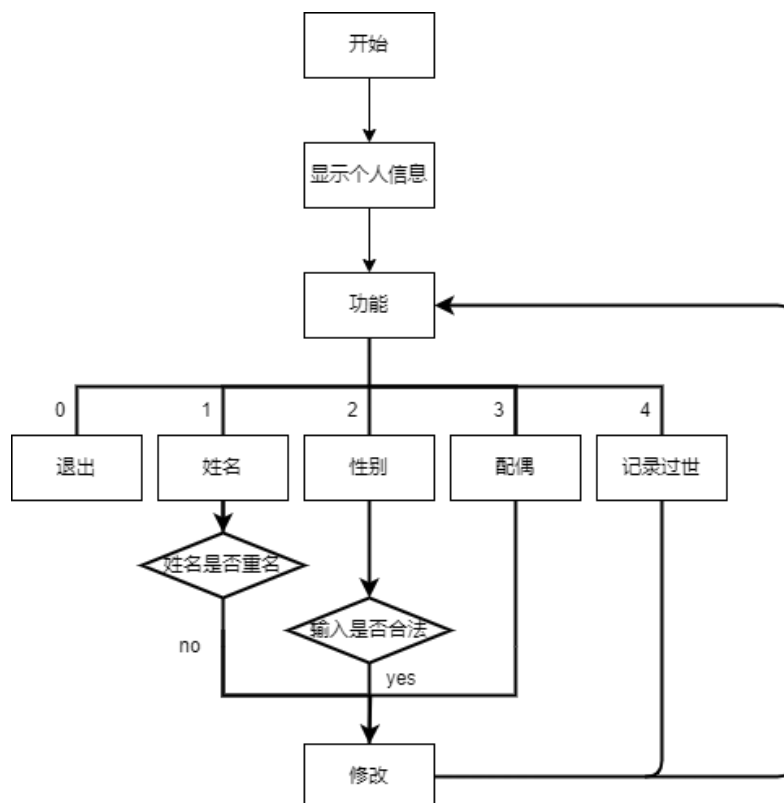 开始
显示个人信息
功能
0
1
2
3
4
退出
姓名
性别
配偶
记录过世
姓名是否重名
输入是否合法
no
yes
修改